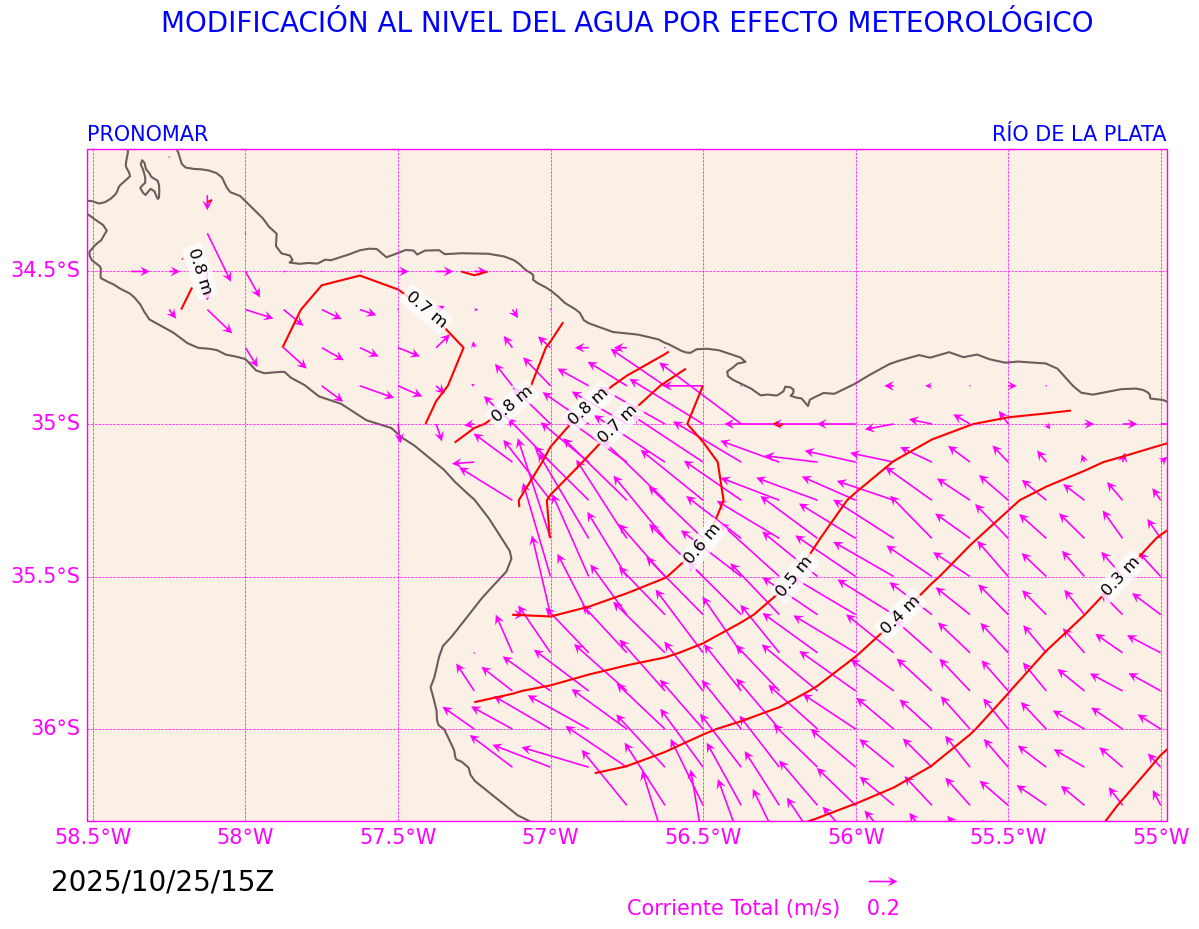 MODIFICACIÓN AL NIVEL DEL AGUA POR EFECTO METEOROLÓGICO
PRONOMAR
RÍO DE LA PLATA
0.8 m
34.5°S
0.7 m
0.8 m
0.8 m
0.7 m
35°S
0.6 m
0.5 m
0.3 m
35.5°S
0.4 m
36°S
58.5°W 58°W 57.5°W 57°W 56.5°W 56°W 55.5°W 55°W
2025/10/25/15Z
Corriente Total (m/s) 0.2